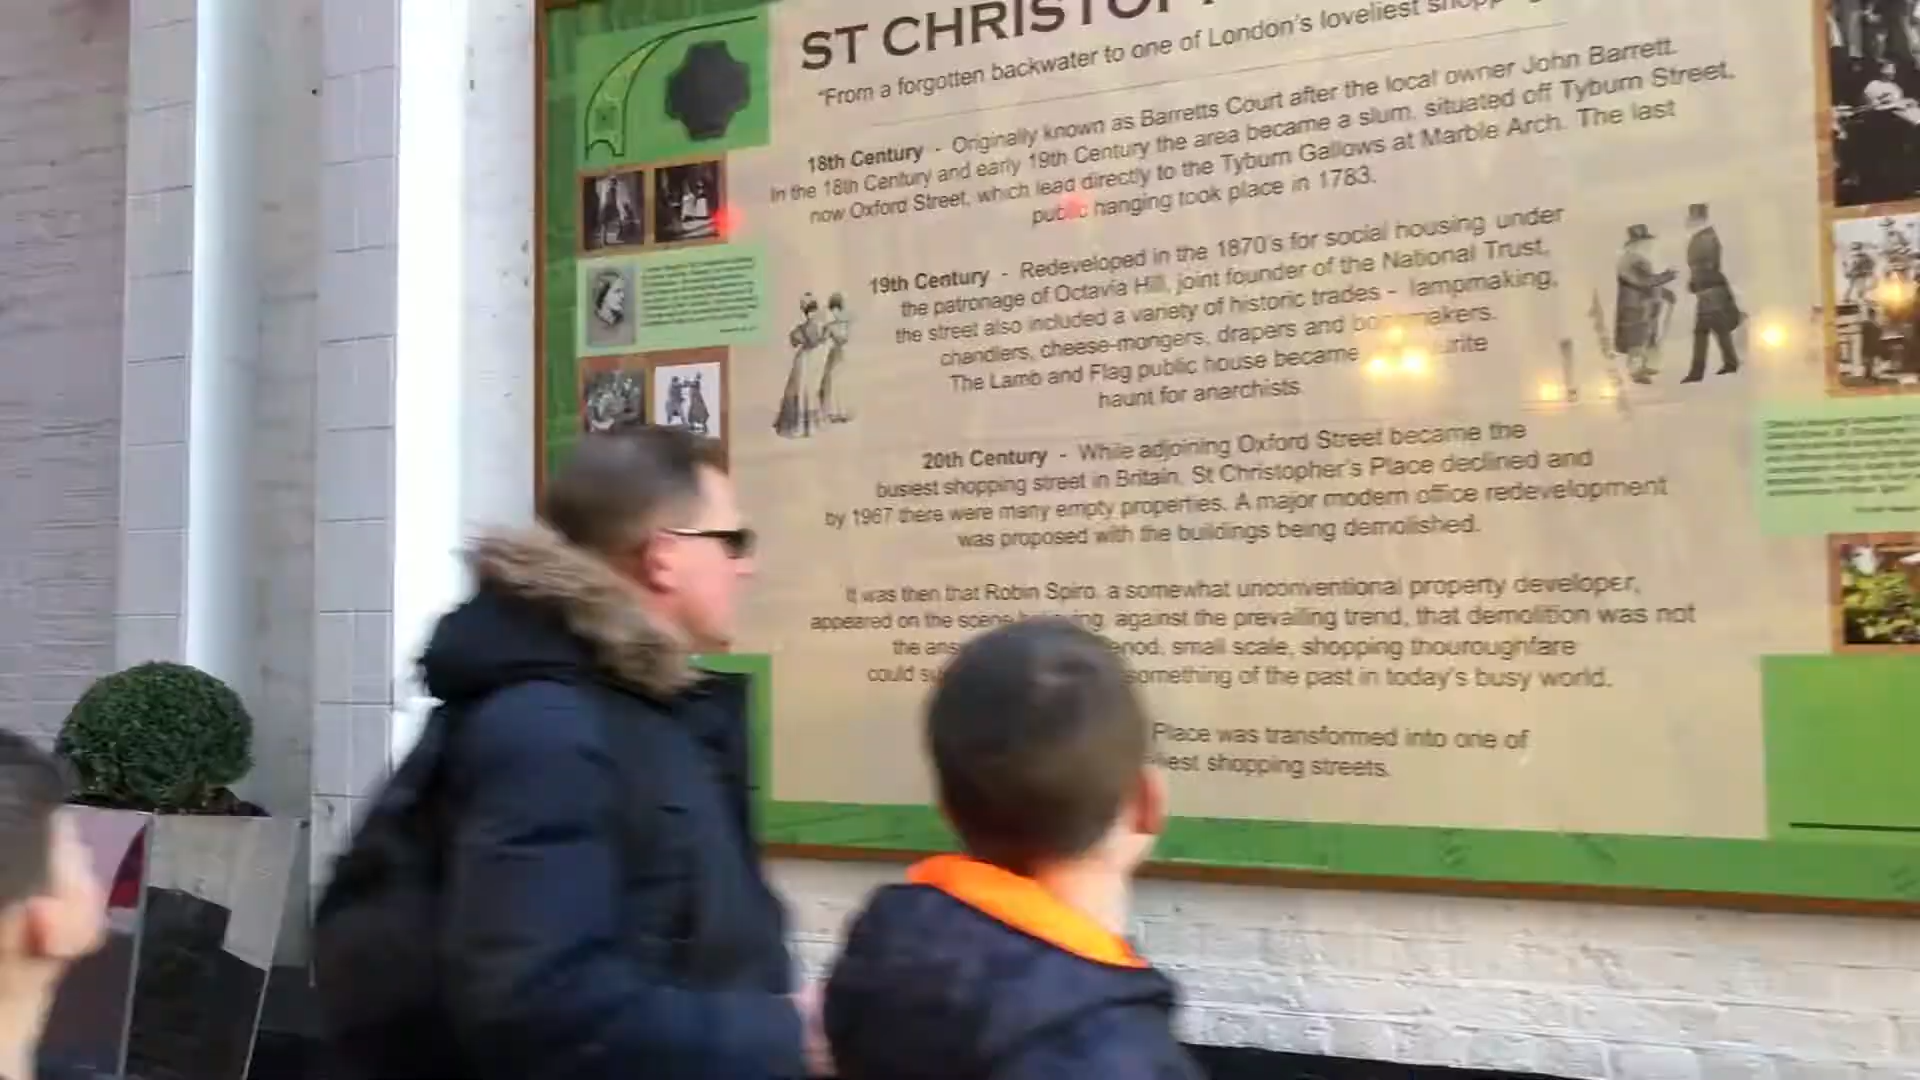 ST CHRISTOP
"From a forgotten backwater to one of London's loveliest shopping
18th Century - Originally known as Barretts Court after the local owner John Barrett.
In the 18th Century and early 19th Century the area became a slum, situated off Tyburn Street,
now Oxford Street, which lead directly to the Tyburn Gallows at Marble Arch. The last
public hanging took place in 1783.
19th Century - Redeveloped in the 1870's for social housing under
the patronage of Octavia Hill, joint founder of the National Trust,
the street also included a variety of historic trades - lampmaking,
chandlers, cheese-mongers, drapers and makers.
The Lamb and Flag public house became
haunt for anarchists.
20th Century - While adjoining Oxford Street became the
busiest shopping street in Britain, St Christopher's Place declined and
by 1967 there were many empty properties. A major modern office redevelopment
was proposed with the buildings being demolished.
It was then that Robin Spiro, a somewhat unconventional property developer,
appeared on the scene against the prevailing trend, that demolition was not
the small scale, shopping thouroughfare
could something of the past in today's busy world.
Place was transformed into one of
shopping streets.